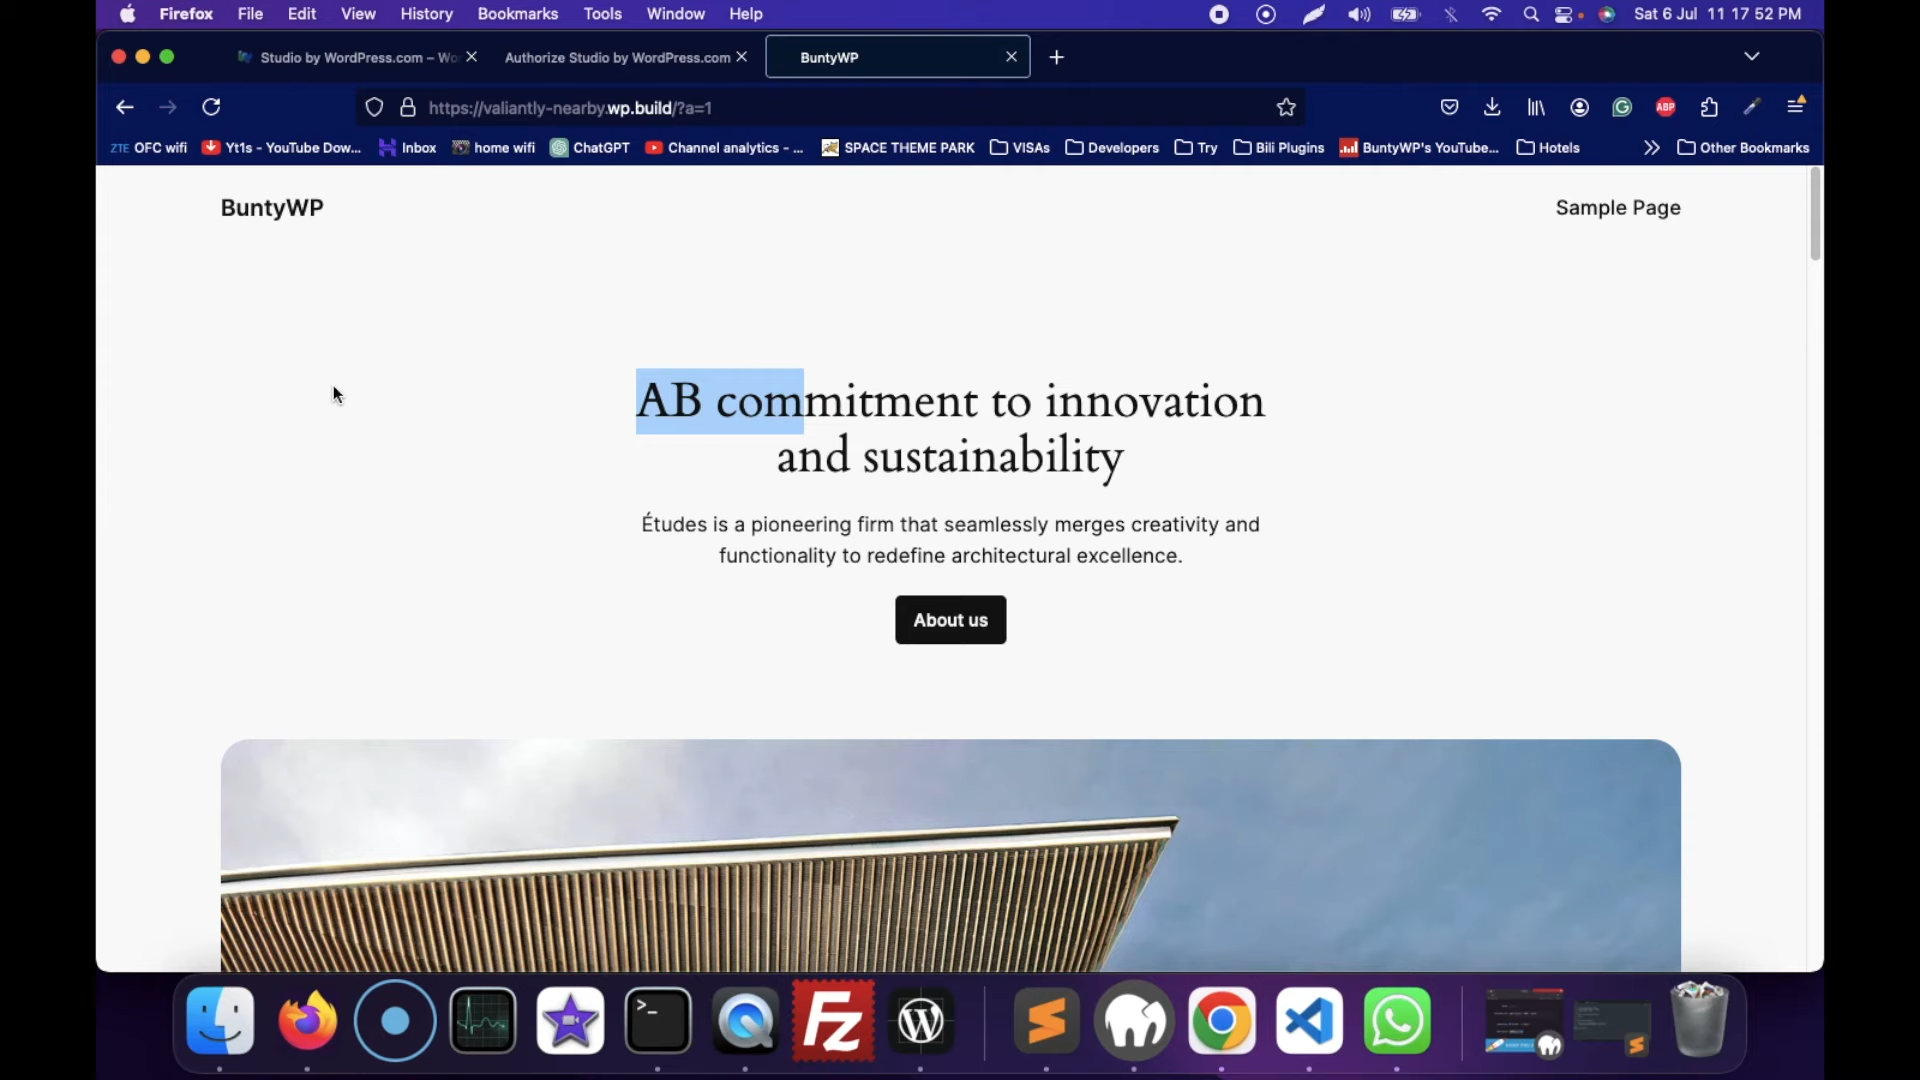 Firefox File Edit View History Bookmarks Tools Window Help Sat 6 Jul 11 17 52 PM
Studio by WordPress.com – Wo Authorize Studio by WordPress.com BuntyWP
https://valiantly-nearby.wp.build/?a=1 ABP
ZTE OFC wifi Yt1s - YouTube Dow... Inbox home wifi ChatGPT Channel analytics - ... SPACE THEME PARK VISAs Developers Try Bili Plugins BuntyWP's YouTube... Hotels Other Bookmarks
BuntyWP Sample Page
AB commitment to innovation
and sustainability
Études is a pioneering firm that seamlessly merges creativity and
functionality to redefine architectural excellence.
About us